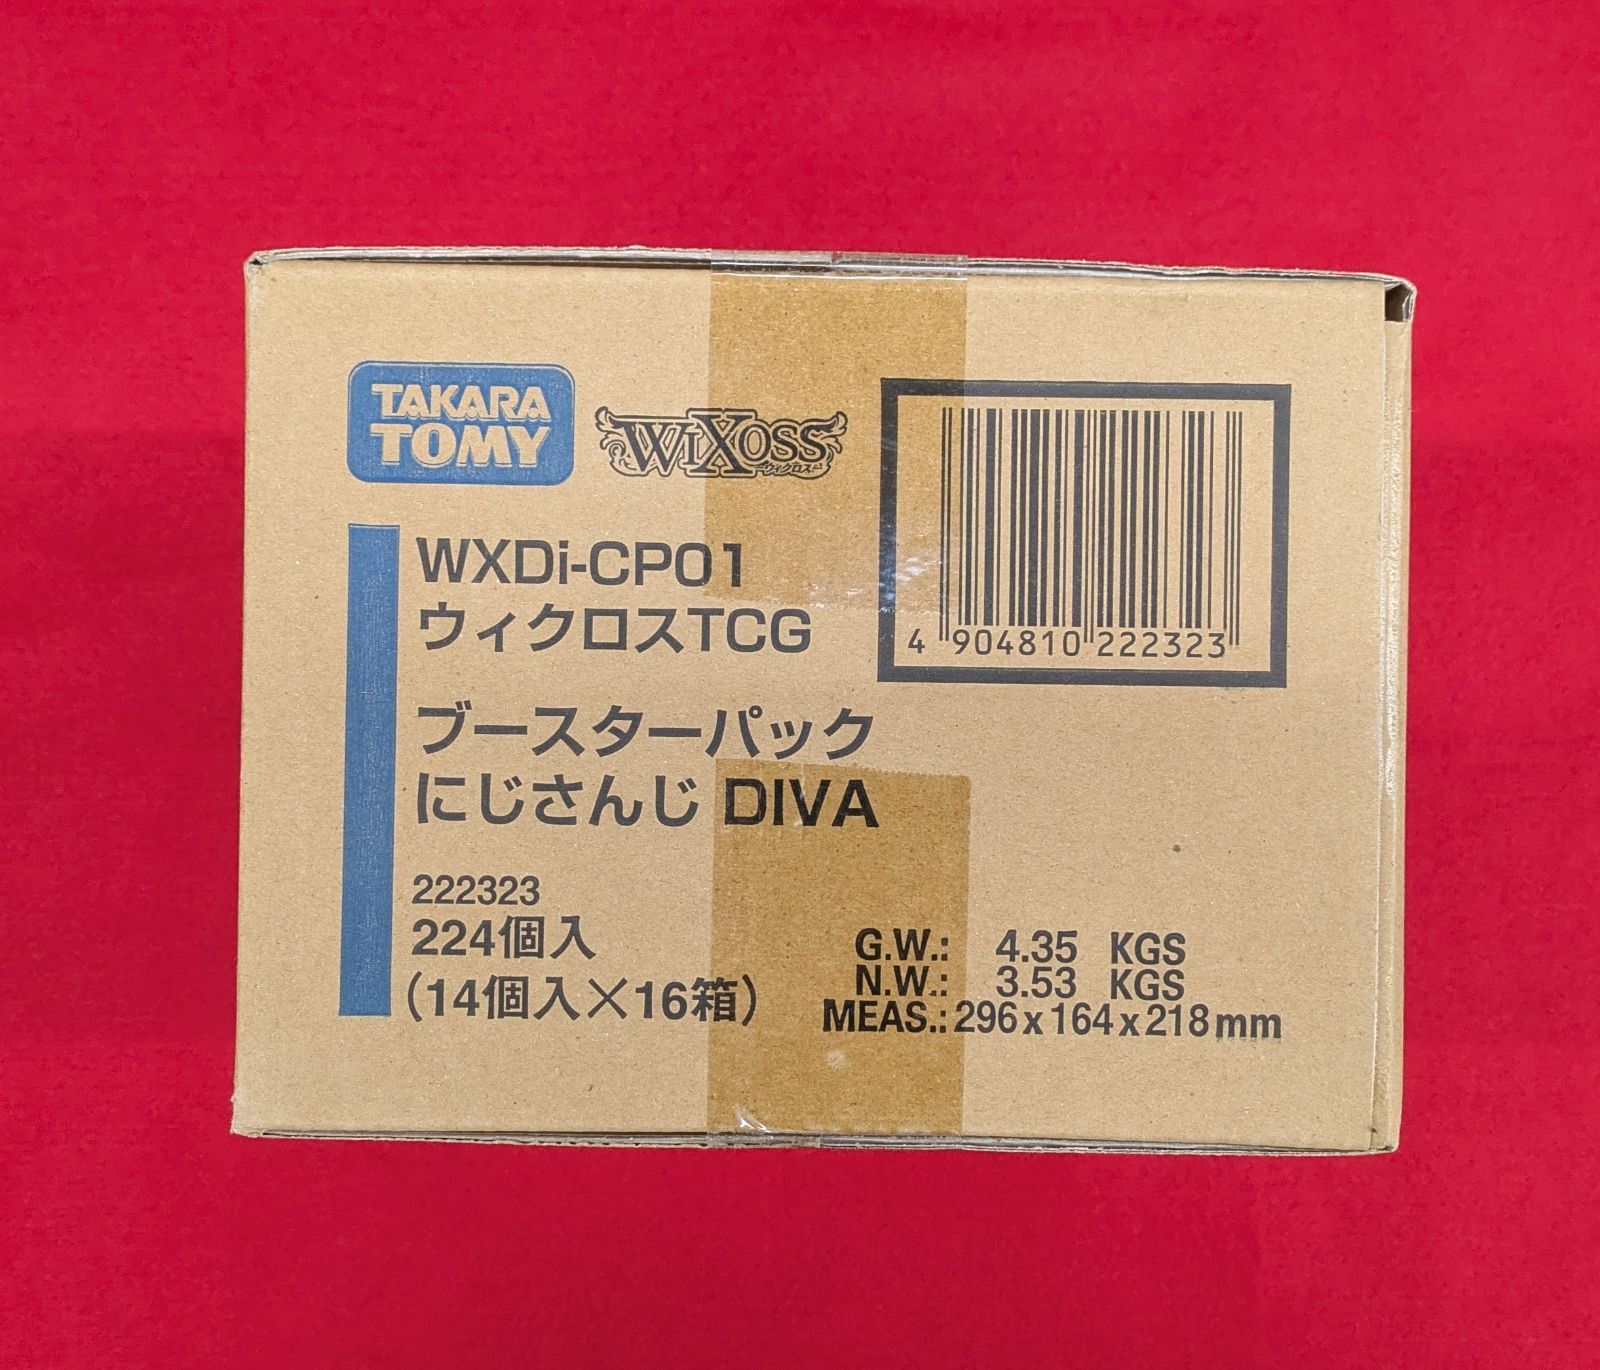 TAKARA
TOMY
WIXOSS
ウィクロス
WXDi-CP01
ウィクロスTCG
ブースターパック
にじさんじ DIVA
222323
224個入
(14個入×16箱)
4 904810 222323
G.W.: 4.35 KGS
N.W.: 3.53 KGS
MEAS.: 296x164x218mm